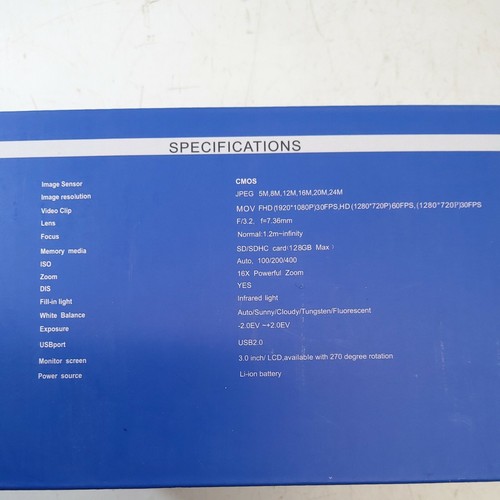 SPECIFICATIONS
Image Sensor CMOS
Image resolution JPEG 5M,8M,12M,16M,20M,24M
Video Clip MOV FHD(1920*1080P)30FPS,HD(1280*720P)60FPS,(1280*720P)30FPS
Lens F/3.2, f=7.36mm
Focus Normal:1.2m~infinity
Memory media SD/SDHC card(128GB Max)
ISO Auto, 100/200/400
Zoom 16X Powerful Zoom
DIS YES
Fill-in light Infrared light
White Balance Auto/Sunny/Cloudy/Tungsten/Fluorescent
Exposure -2.0EV ~+2.0EV
USBport USB2.0
Monitor screen 3.0 inch/ LCD,available with 270 degree rotation
Power source Li-ion battery